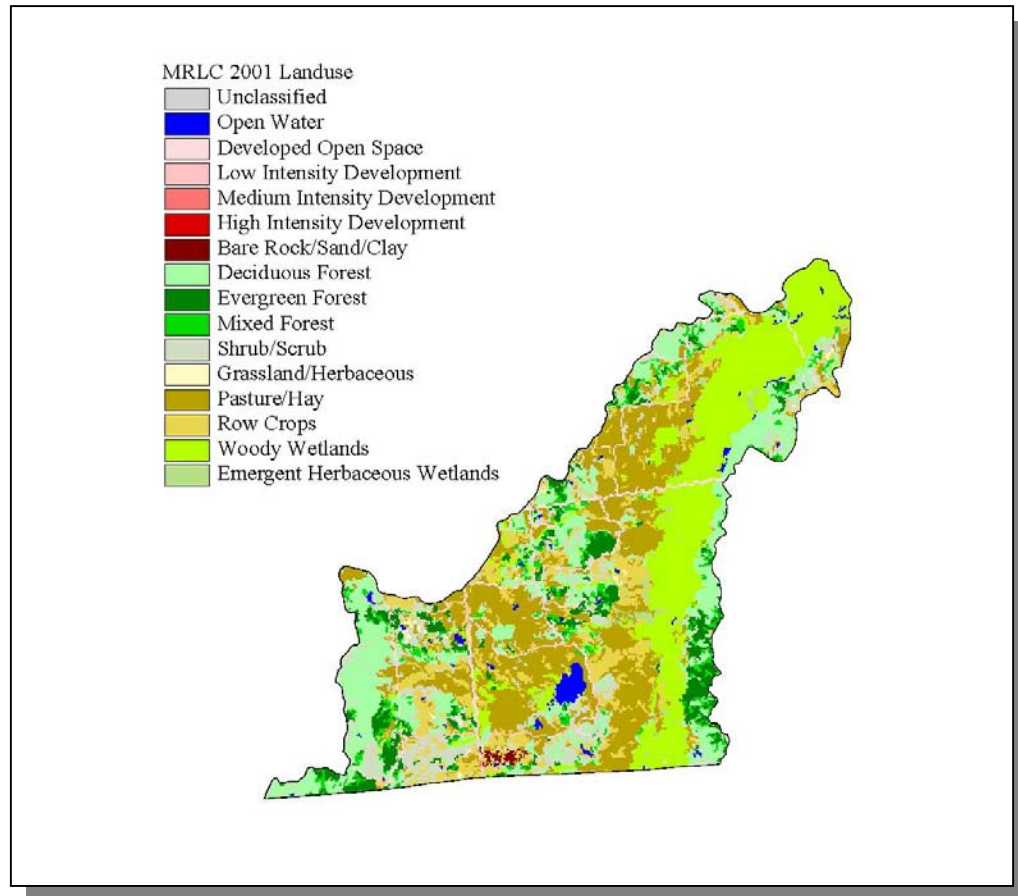 MRLC 2001 Landuse
Unclassified
Open Water
Developed Open Space
Low Intensity Development
Medium Intensity Development
High Intensity Development
Bare Rock/Sand/Clay
Deciduous Forest
Evergreen Forest
Mixed Forest
Shrub/Scrub
Grassland/Herbaceous
Pasture/Hay
Row Crops
Woody Wetlands
Emergent Herbaceous Wetlands